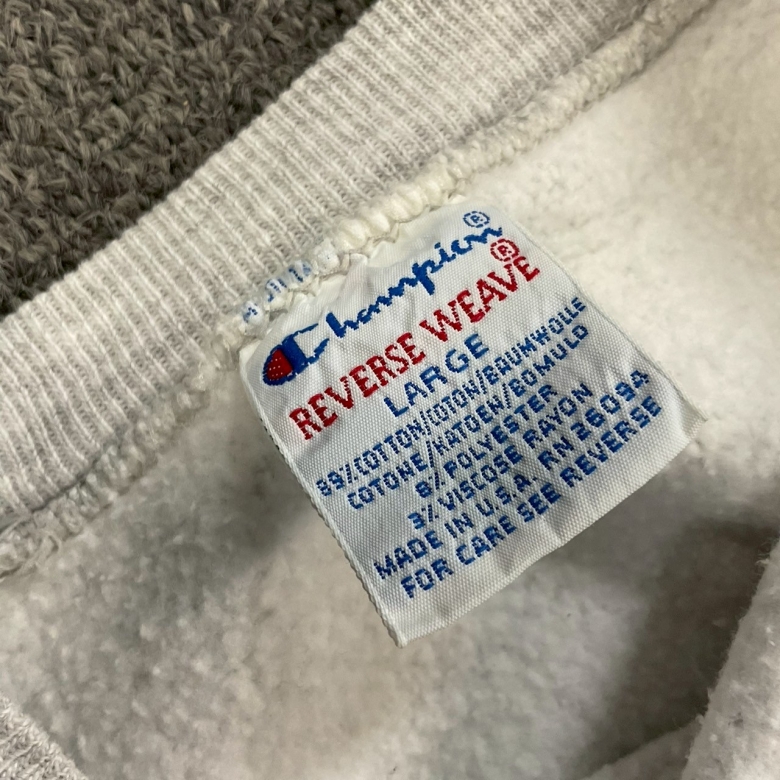 Champion®
REVERSE WEAVE®
LARGE
89% COTTON/COTON/BAUMWOLLE
COTONE/KATOEN/BOMULD
8% POLYESTER
3% VISCOSE RAYON
MADE IN U.S.A. RN 26094
FOR CARE SEE REVERSE